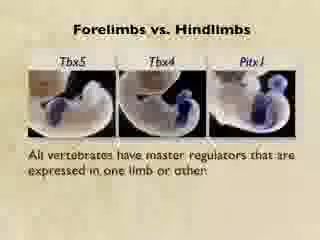 Forelimbs vs. Hindlimbs
Tbx5 Tbx4 Pitx1
All vertebrates have master regulators that are
expressed in one limb or other.